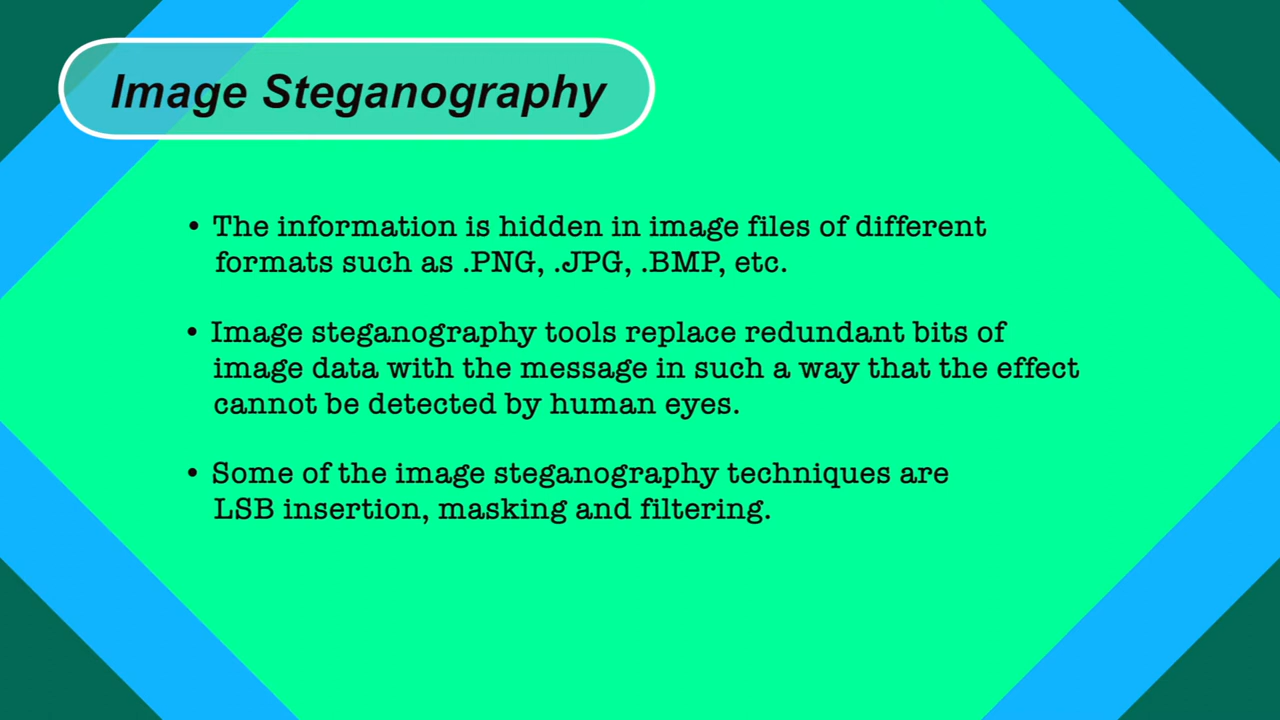 Image Steganography
• The information is hidden in image files of different
formats such as .PNG, .JPG, .BMP, etc.
• Image steganography tools replace redundant bits of
image data with the message in such a way that the effect
cannot be detected by human eyes.
• Some of the image steganography techniques are
LSB insertion, masking and filtering.